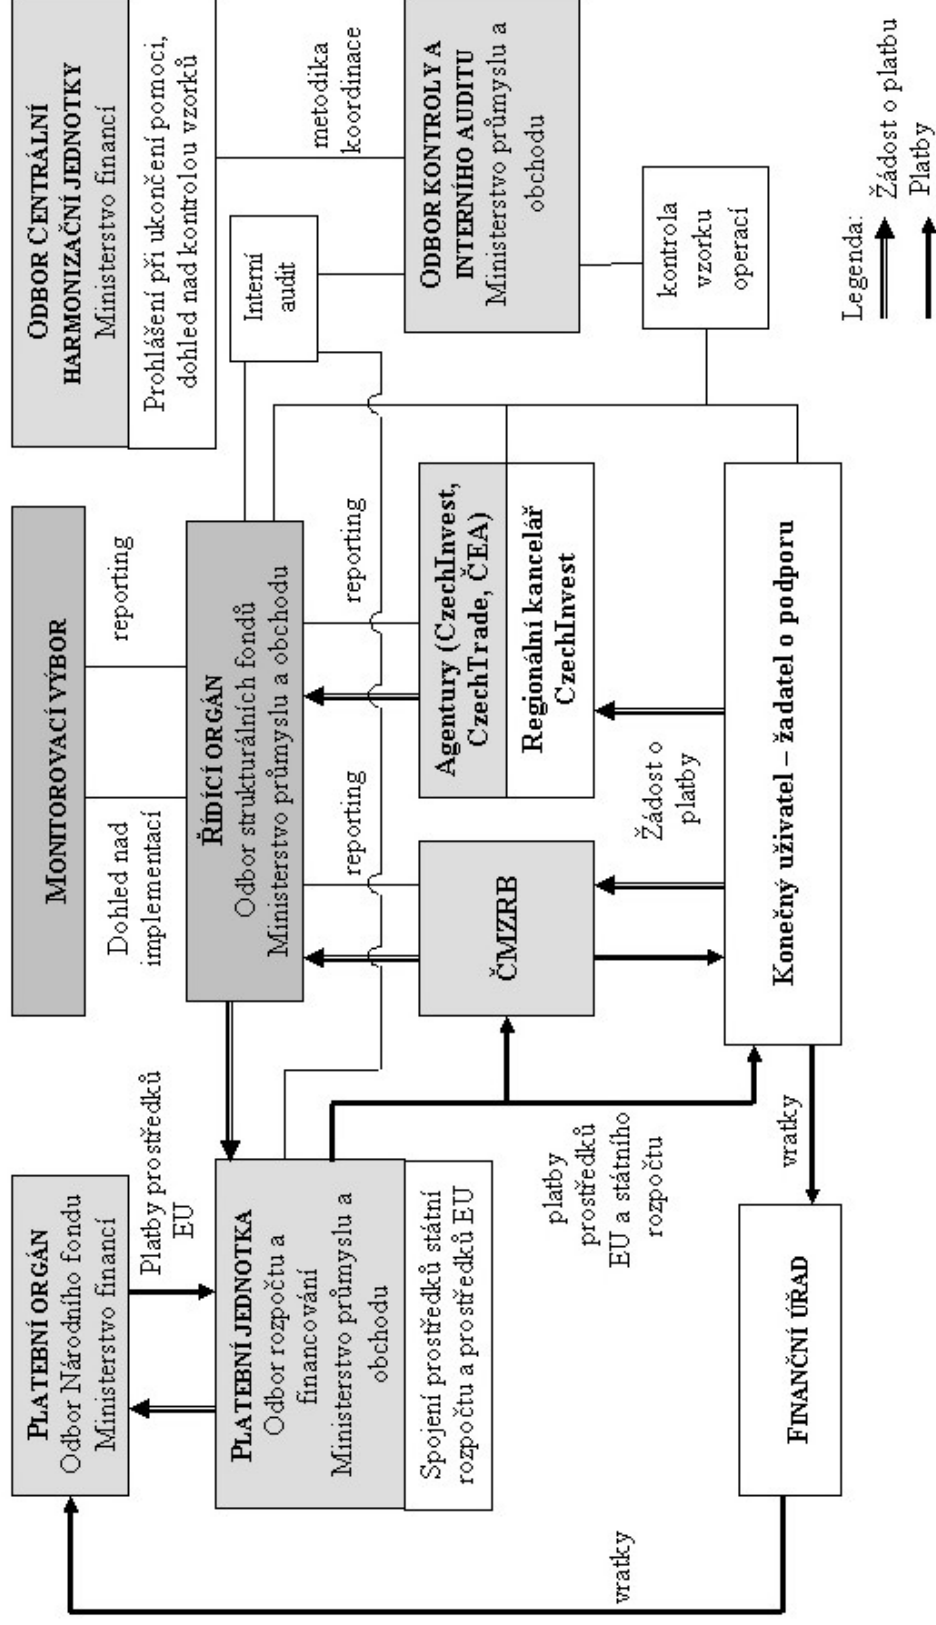 PLATEBNÍ ORGÁN
Odbor Národního fondu
Ministerstvo financí
MONITOROVACÍ VÝBOR
ODBOR CENTRÁLNÍ
HARMONIZAČNÍ JEDNOTKY
Ministerstvo financí
Prohlášení při ukončení pomoci,
dohled nad kontrolou vzorků
Platby prostředků
EU
Dohled nad
implementací
reporting
ŘÍDÍCÍ ORGÁN
Odbor strukturálních fondů
Ministerstvo průmyslu a obchodu
Interní
audit
metodika
koordinace
PLATEBNÍ JEDNOTKA
Odbor rozpočtu a
financování
Ministerstvo průmyslu a
obchodu
Spojení prostředků státní
rozpočtu a prostředků EU
reporting
reporting
ODBOR KONTROLY A
INTERNÍHO AUDITU
Ministerstvo průmyslu a
obchodu
ČMZRB
Agentury (CzechInvest,
CzechTrade, ČEA)
Regionální kancelář
CzechInvest
platby
prostředků
EU a státního
rozpočtu
Žádost o
platby
kontrola
vzorku
operací
vratky
FINANČNÍ ÚŘAD
vratky
Konečný uživatel – žadatel o podporu
Legenda:
Žádost o platbu
Platby